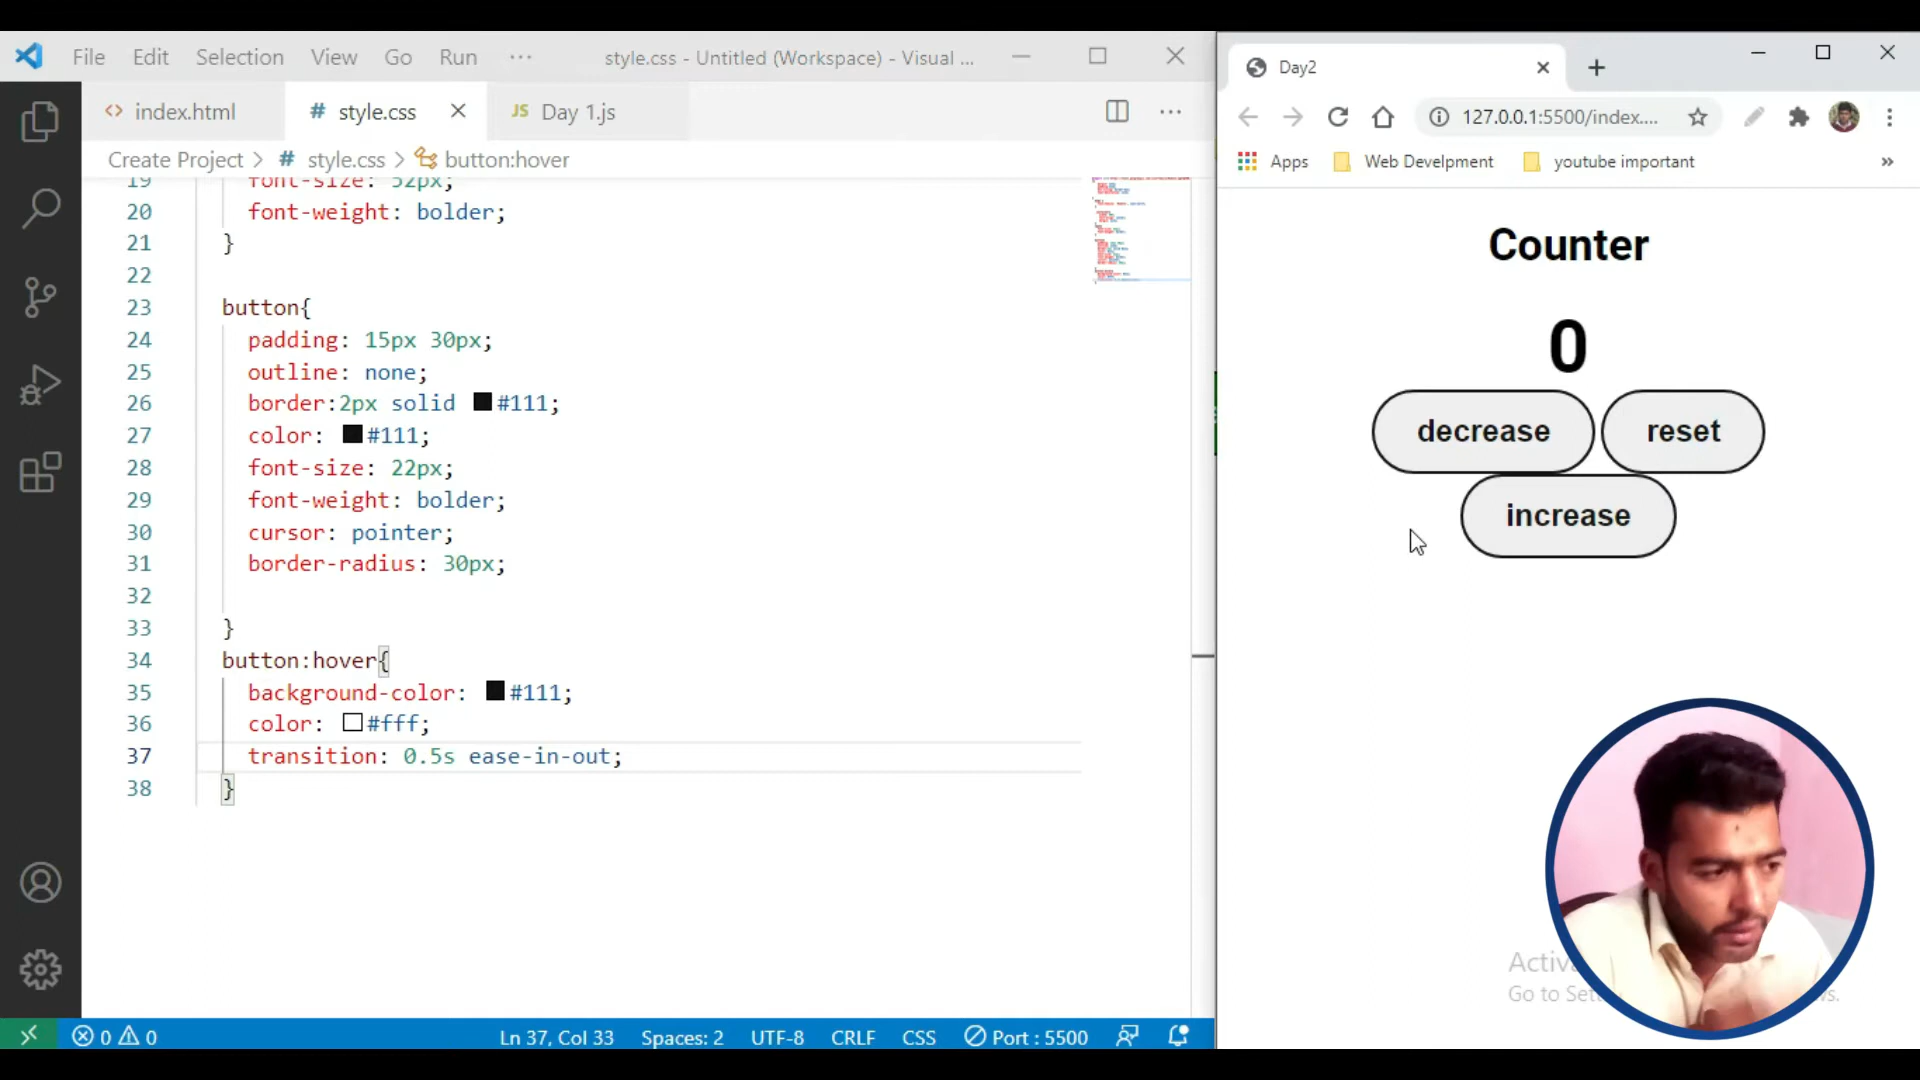 File Edit Selection View Go Run ···
style.css - Untitled (Workspace) - Visual ...
index.html
# style.css
JS Day 1.js
Create Project > # style.css > button:hover
19 font-size: 52px;
20 font-weight: bolder;
21 }
22
23 button{
24 padding: 15px 30px;
25 outline: none;
26 border:2px solid #111;
27 color: #111;
28 font-size: 22px;
29 font-weight: bolder;
30 cursor: pointer;
31 border-radius: 30px;
32
33 }
34 button:hover{
35 background-color: #111;
36 color: #fff;
37 transition: 0.5s ease-in-out;
38 }
0 0
Ln 37, Col 33 Spaces: 2 UTF-8 CRLF CSS Port : 5500
Day2
127.0.0.1:5500/index....
Apps Web Develpment youtube important »
Counter
0
decrease reset
increase
Go to